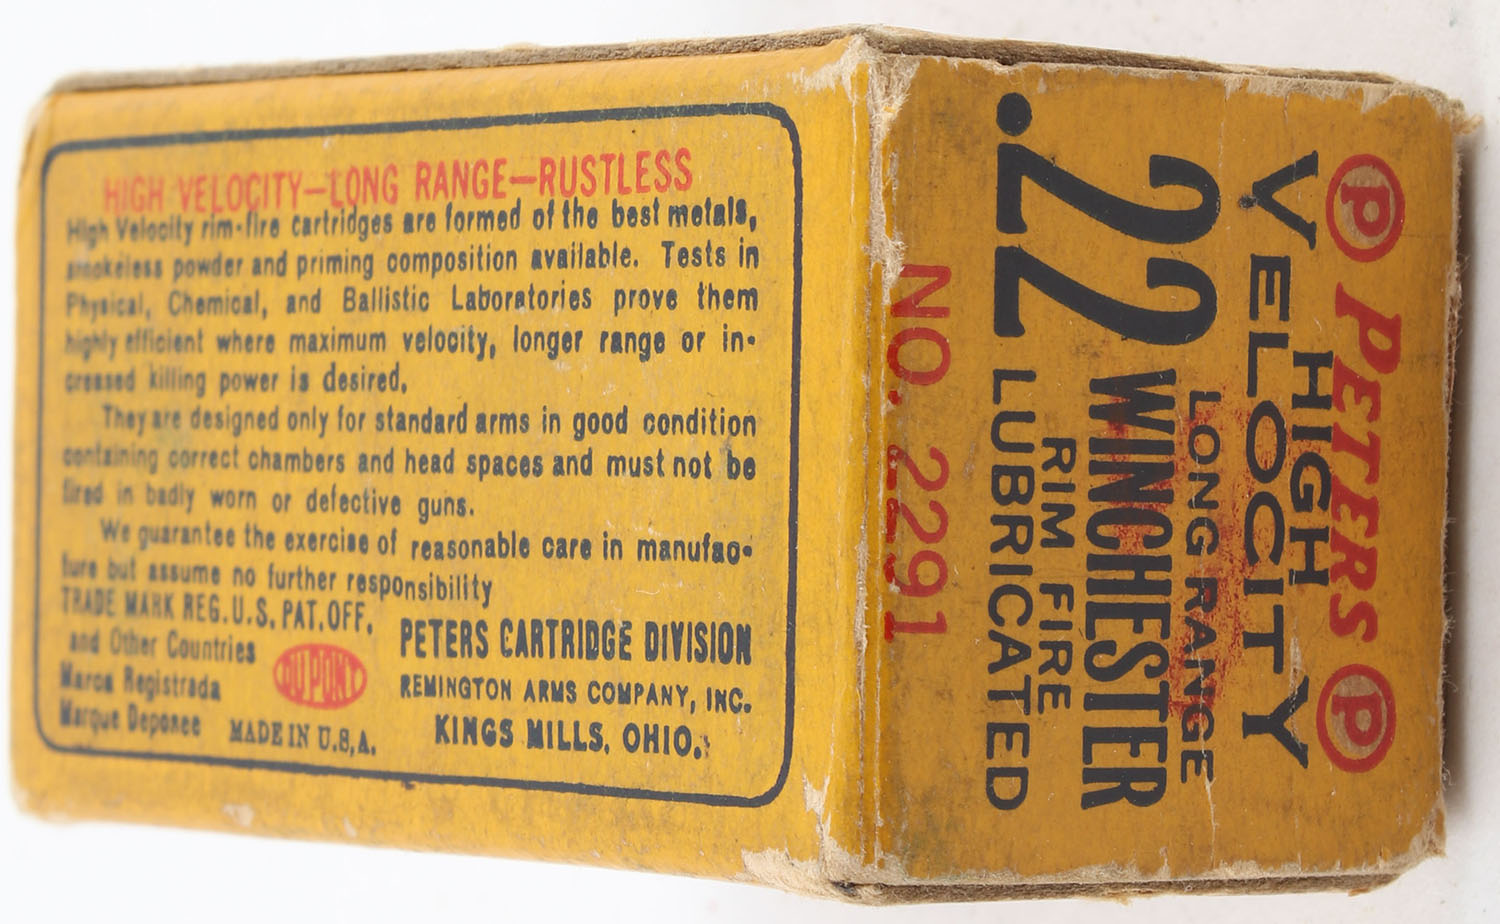 HIGH VELOCITY—LONG RANGE—RUSTLESS
High Velocity rim-fire cartridges are formed of the best metals,
smokeless powder and priming composition available. Tests in
Physical, Chemical, and Ballistic Laboratories prove them
highly efficient where maximum velocity, longer range or in-
creased killing power is desired.
They are designed only for standard arms in good condition
containing correct chambers and head spaces and must not be
fired in badly worn or defective guns.
We guarantee the exercise of reasonable care in manufac-
ture but assume no further responsibility
TRADE MARK REG. U.S. PAT. OFF.
and Other Countries
Marca Registrada
Marque Deponee
MADE IN U.S.A.
DUPONT
PETERS CARTRIDGE DIVISION
REMINGTON ARMS COMPANY, INC.
KINGS MILLS, OHIO.
P PETERS P
HIGH
VELOCITY
LONG RANGE
.22 WINCHESTER
RIM FIRE
.22 LUBRICATED
NO. 2291